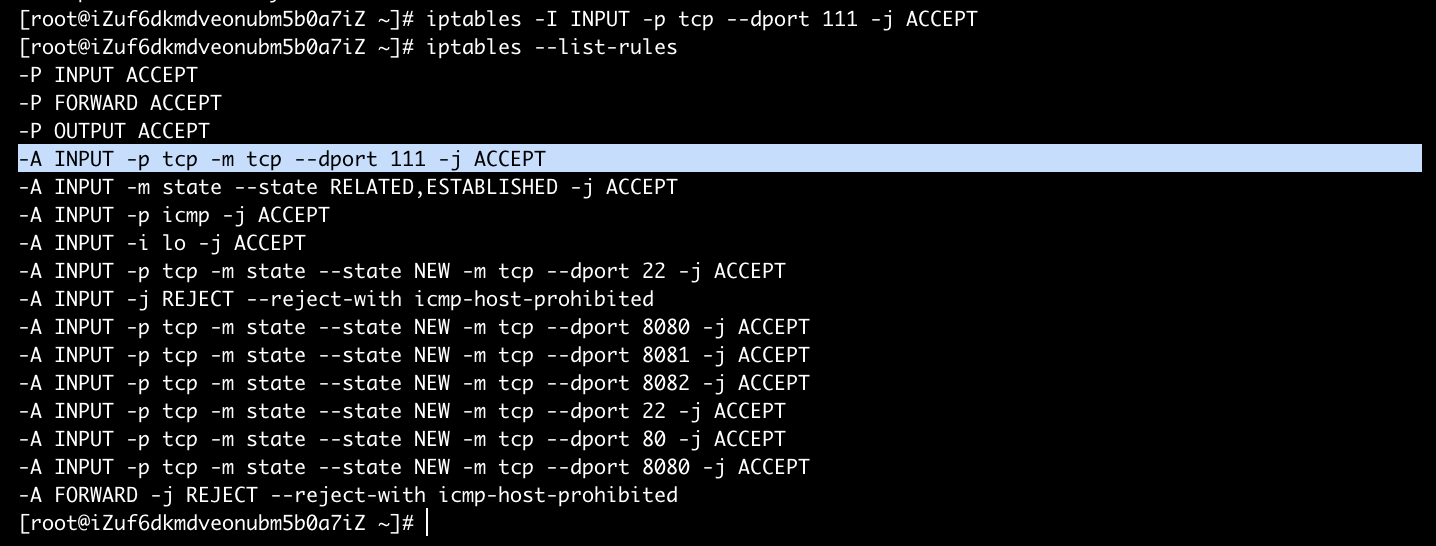 [root@iZuf6dkmdveonubm5b0a7iZ ~]# iptables -I INPUT -p tcp --dport 111 -j ACCEPT
[root@iZuf6dkmdveonubm5b0a7iZ ~]# iptables --list-rules
-P INPUT ACCEPT
-P FORWARD ACCEPT
-P OUTPUT ACCEPT
-A INPUT -p tcp -m tcp --dport 111 -j ACCEPT
-A INPUT -m state --state RELATED,ESTABLISHED -j ACCEPT
-A INPUT -p icmp -j ACCEPT
-A INPUT -i lo -j ACCEPT
-A INPUT -p tcp -m state --state NEW -m tcp --dport 22 -j ACCEPT
-A INPUT -j REJECT --reject-with icmp-host-prohibited
-A INPUT -p tcp -m state --state NEW -m tcp --dport 8080 -j ACCEPT
-A INPUT -p tcp -m state --state NEW -m tcp --dport 8081 -j ACCEPT
-A INPUT -p tcp -m state --state NEW -m tcp --dport 8082 -j ACCEPT
-A INPUT -p tcp -m state --state NEW -m tcp --dport 22 -j ACCEPT
-A INPUT -p tcp -m state --state NEW -m tcp --dport 80 -j ACCEPT
-A INPUT -p tcp -m state --state NEW -m tcp --dport 8080 -j ACCEPT
-A FORWARD -j REJECT --reject-with icmp-host-prohibited
[root@iZuf6dkmdveonubm5b0a7iZ ~]#